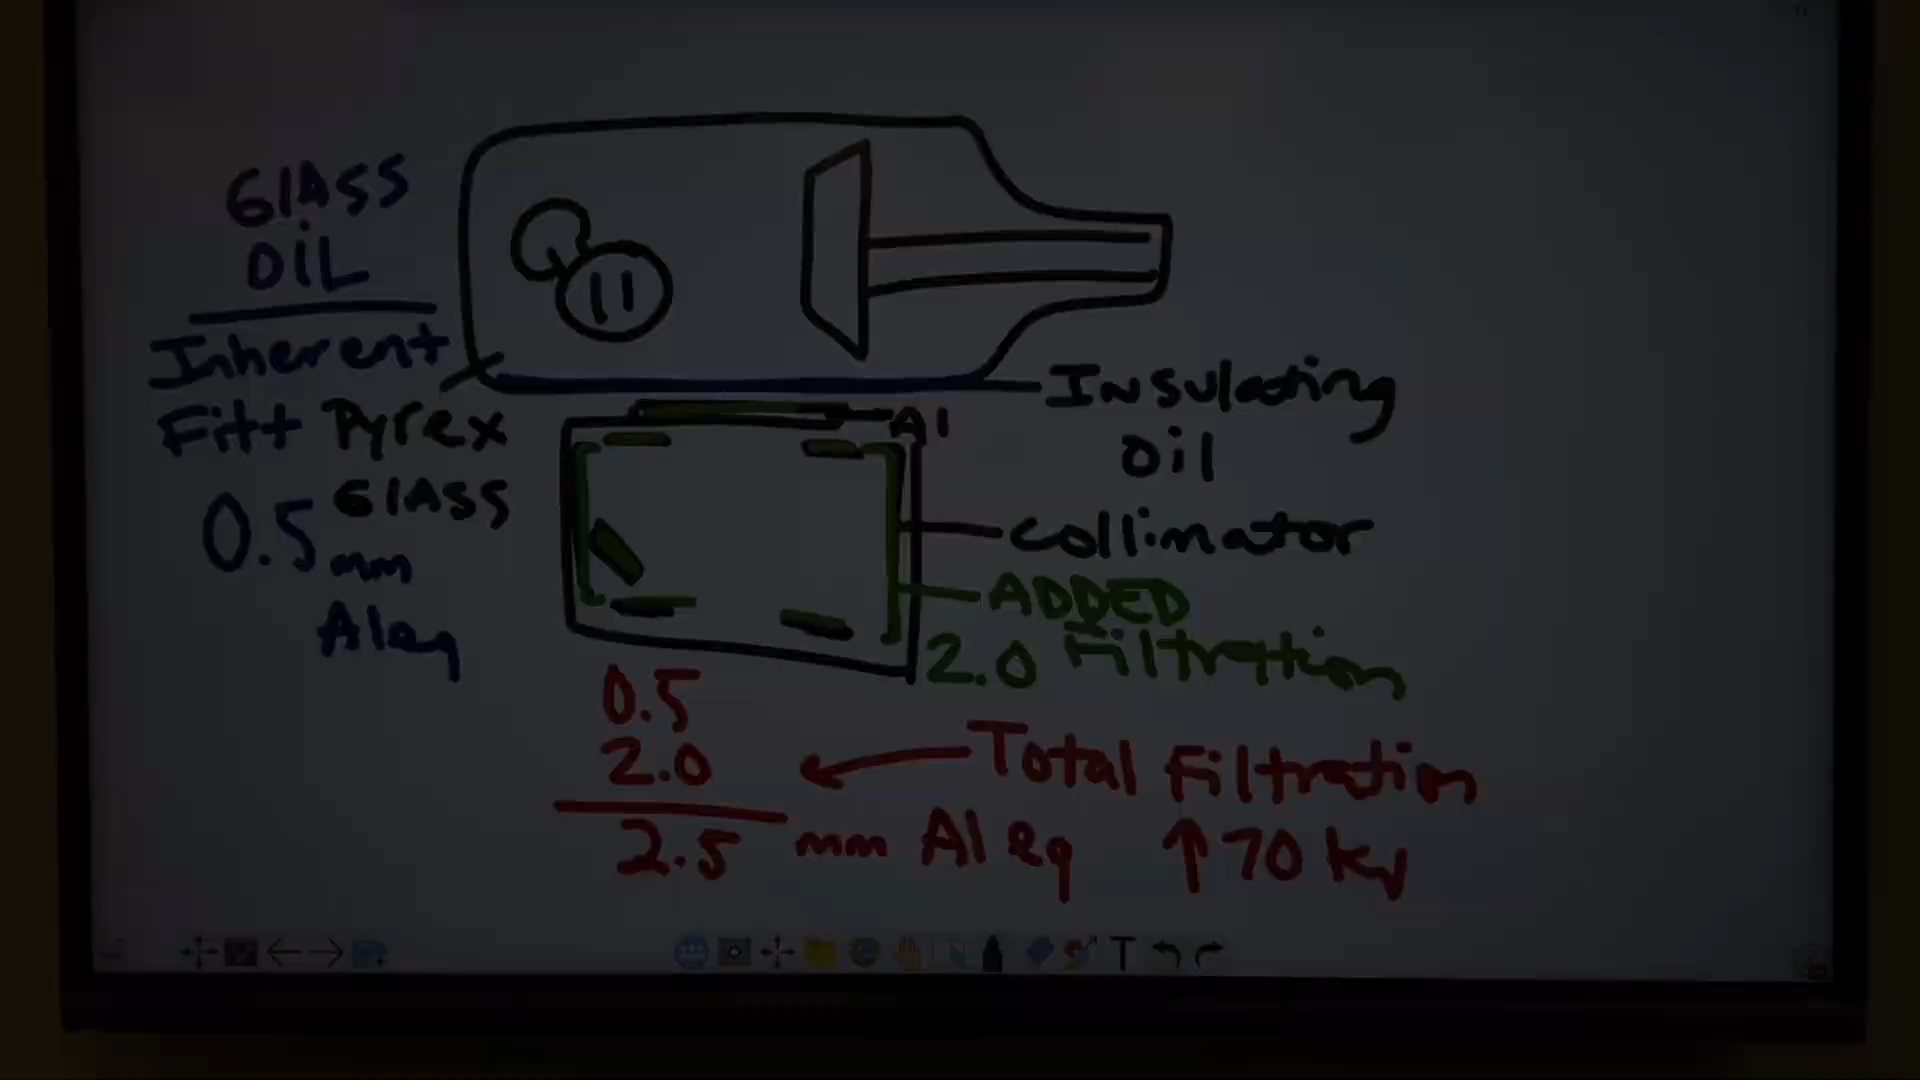 GLASS
OIL
Inherent
Filt
0.5 mm
Al eq
Pyrex
GLASS
Al
Insulating
Oil
Collimator
ADDED
2.0 Filtration
0.5
2.0
2.5 mm Al eq
Total Filtration
↑70 kv
T